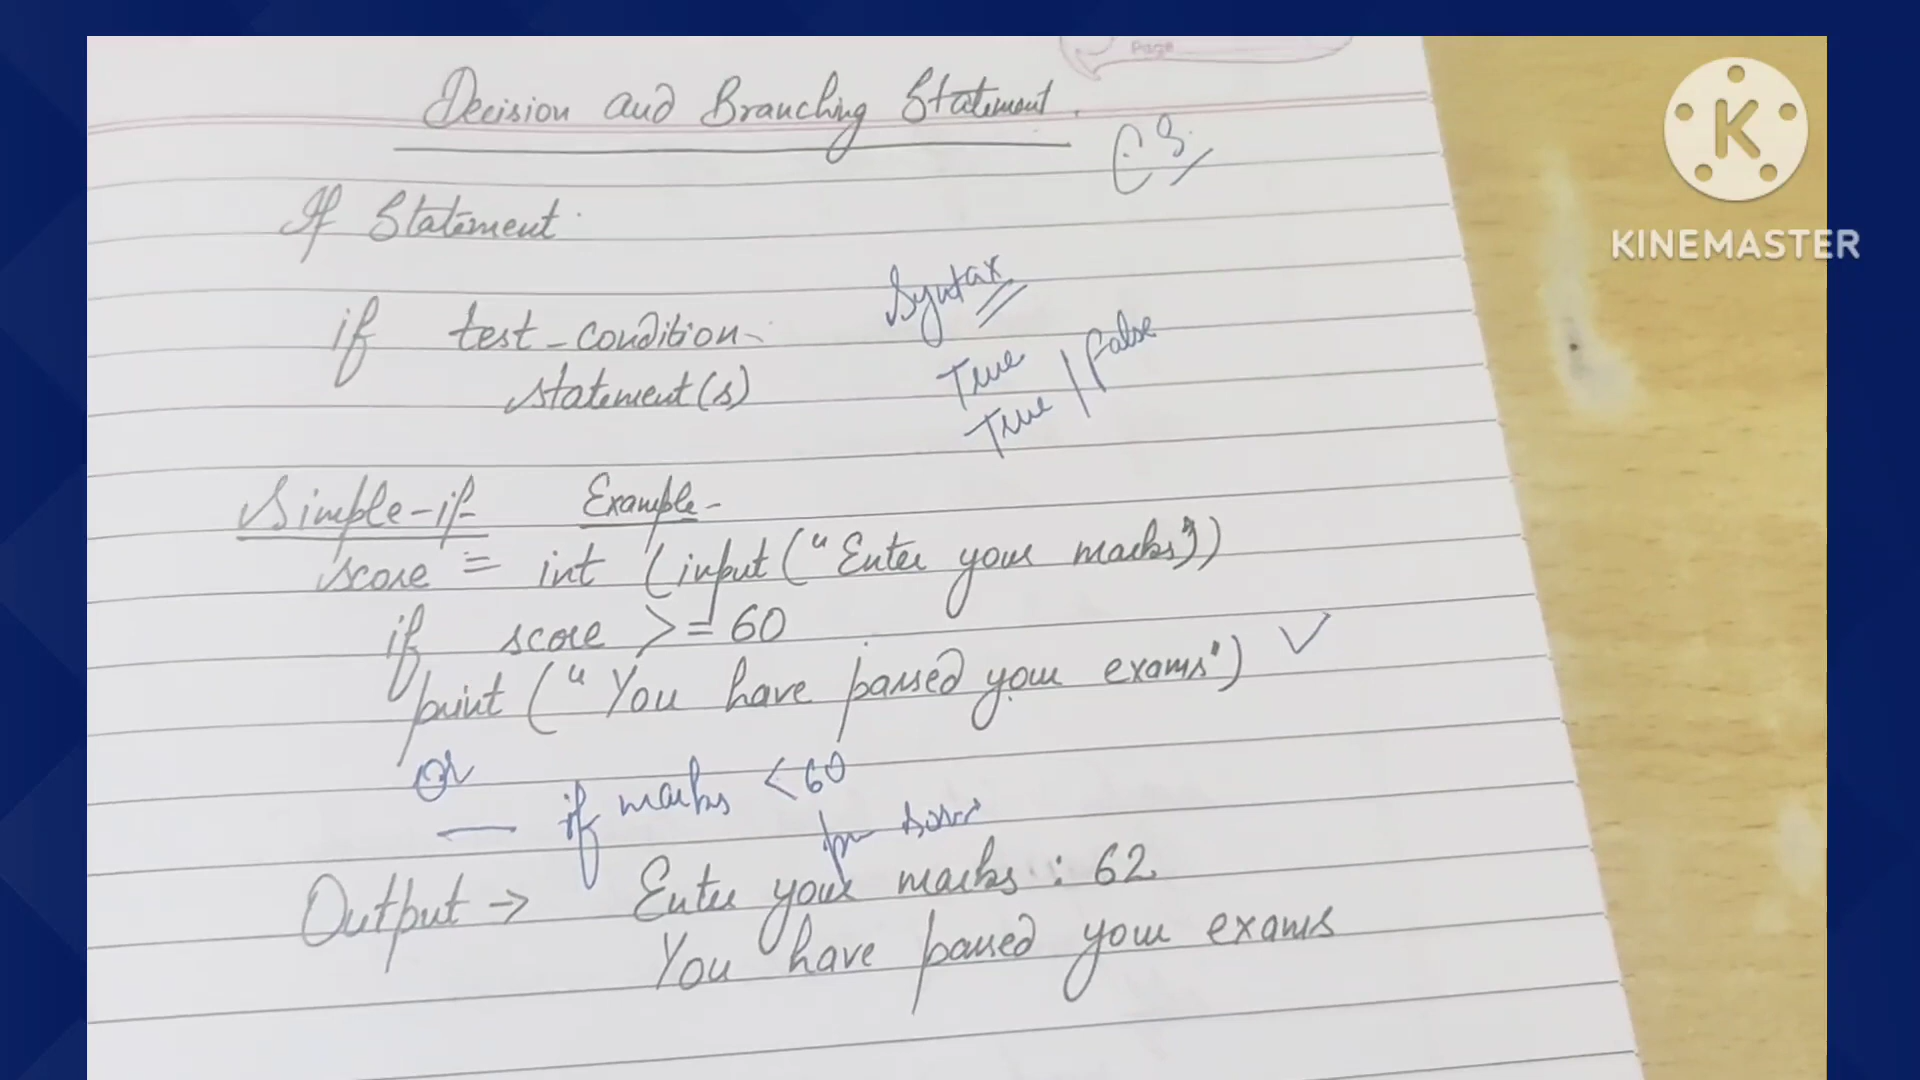 Page
Decision and Branching Statement.
If Statement.
Syntax
if test_condition-
True
statement(s)
True / false
Simple-if Example-
score = int (input ("Enter your marks"))
if score >= 60
print ("You have passed your exams")
Or
if marks < 60
Output → Enter your marks : 62
You have passed your exams
KINEMASTER